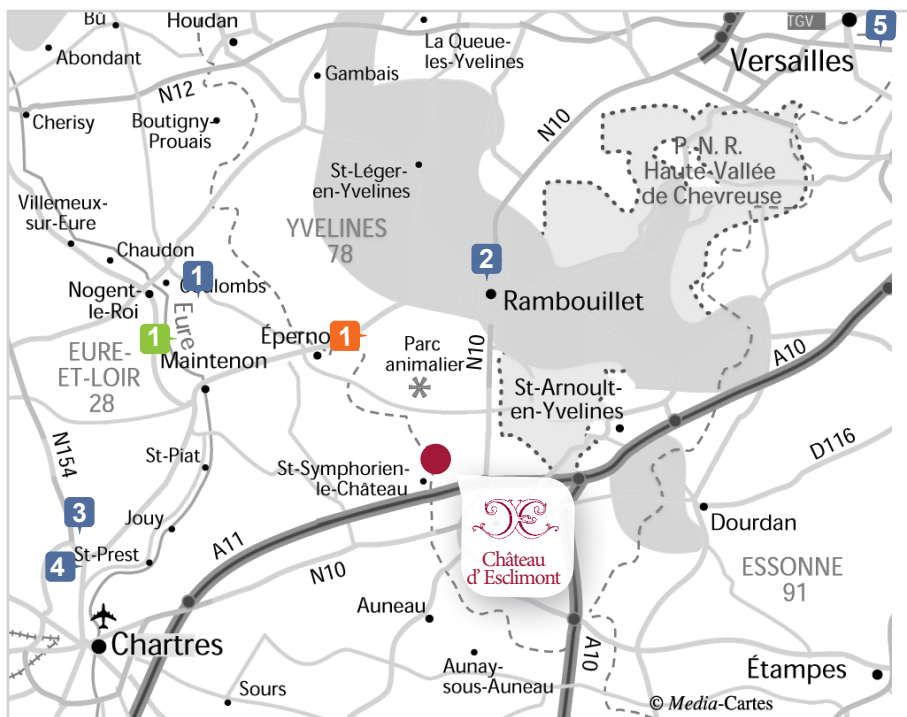 Bû
Houdan
TGV
5
Abondant
La Queue-
les-Yvelines
Versailles
Gambais
N12
Cherisy
Boutigny-
Prouais
N10
P. N. R.
Haute-Vallée
de Chevreuse
St-Léger-
en-Yvelines
Villemeux-
sur-Eure
YVELINES
78
Chaudon
2
1
Nogent-
le-Roi
Rambouillet
Eure
1
1
Maintenon
N10
Parc
animalier
A10
EURE-
ET-LOIR
28
St-Arnoult-
en-Yvelines
N154
D116
St-Piat
St-Symphorien-
le-Château
3
Jouy
Dourdan
A11
St-Prest
4
Château
d'Esclimont
N10
ESSONNE
91
Auneau
Chartres
A10
Aunay-
sous-Auneau
Étampes
Sours
© Media-Cartes